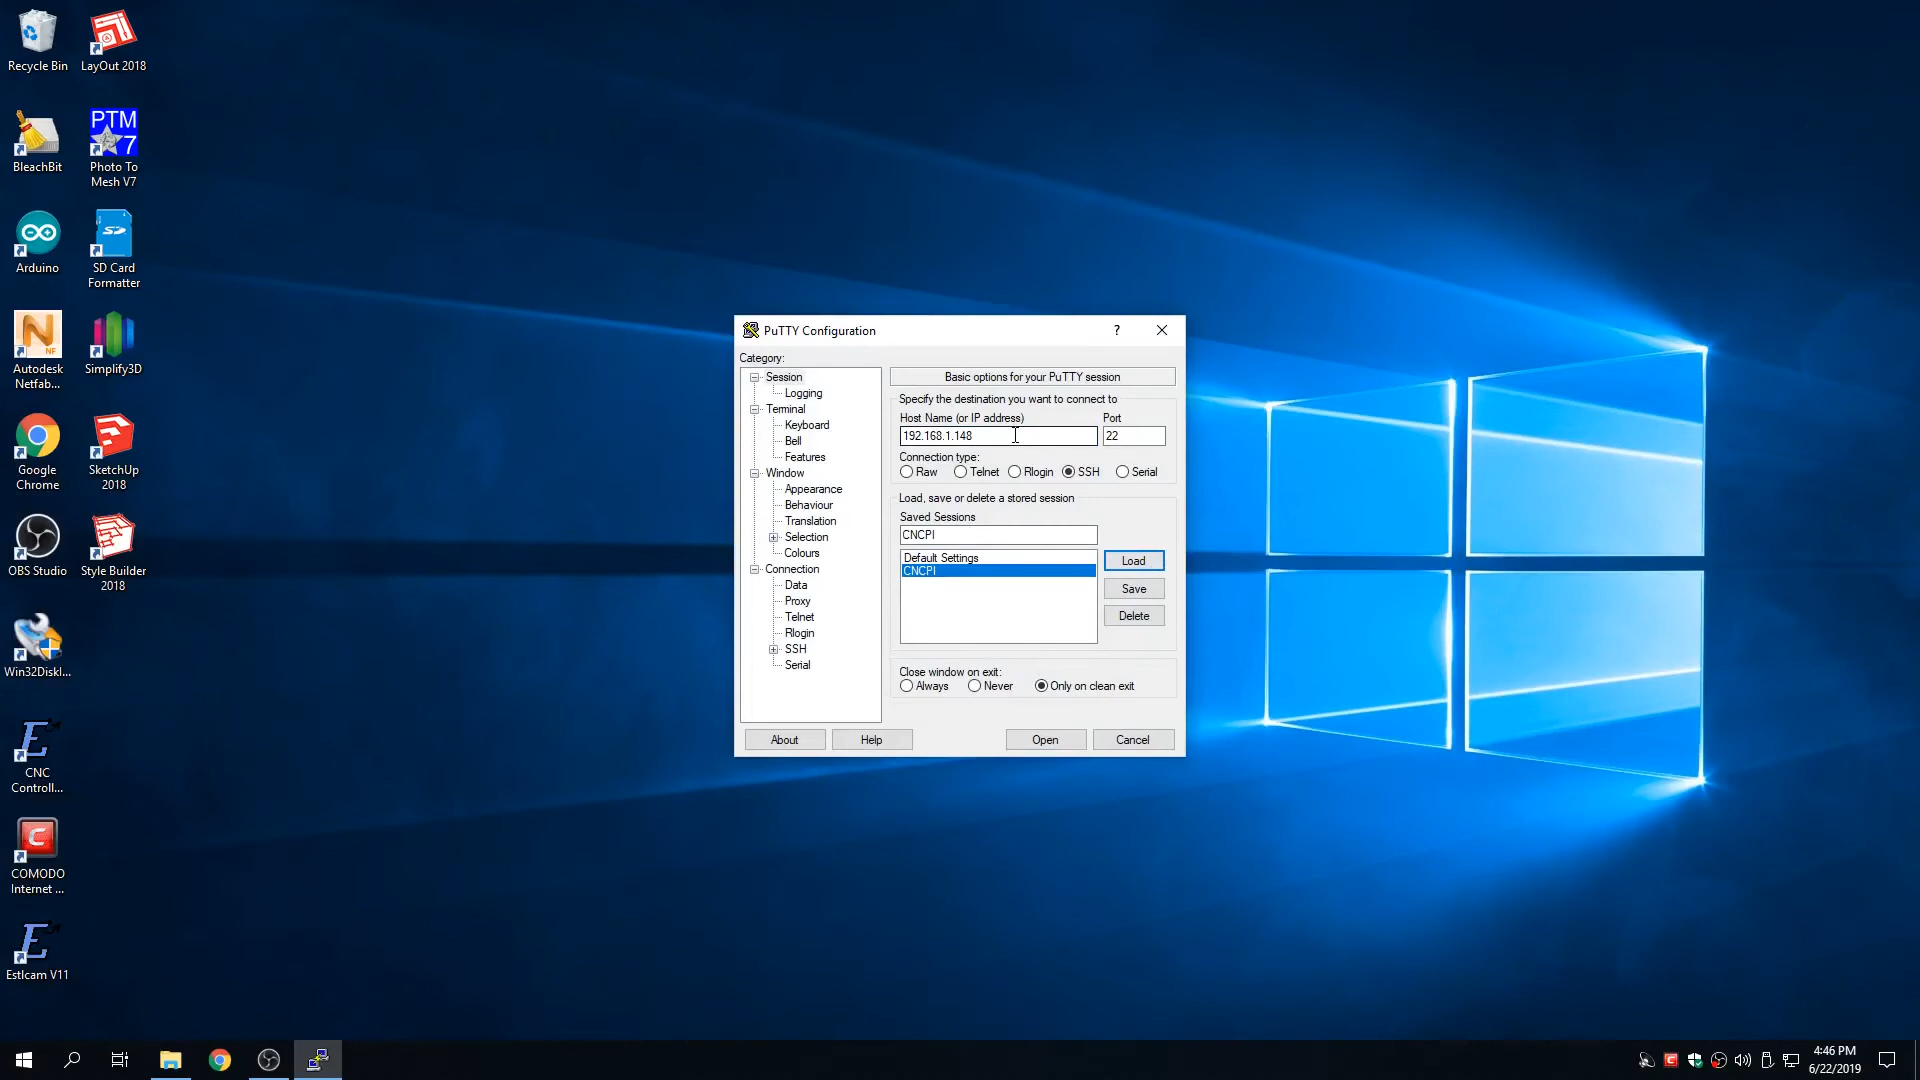 Recycle Bin
LayOut 2018
BleachBit
PTM
7
Photo To
Mesh V7
Arduino
SD
SD Card
Formatter
NF
Autodesk
Netfab...
Simplify3D
Google
Chrome
SketchUp
2018
OBS Studio
Style Builder
2018
Win32DiskI...
CNC
Controll...
COMODO
Internet ...
Estlcam V11
PuTTY Configuration
?
Category:
Session
Logging
Terminal
Keyboard
Bell
Features
Window
Appearance
Behaviour
Translation
Selection
Colours
Connection
Data
Proxy
Telnet
Rlogin
SSH
Serial
Basic options for your PuTTY session
Specify the destination you want to connect to
Host Name (or IP address) Port
192.168.1.148 22
Connection type:
Raw Telnet Rlogin SSH Serial
Load, save or delete a stored session
Saved Sessions
CNCPI
Default Settings
CNCPI
Load
Save
Delete
Close window on exit:
Always Never Only on clean exit
About Help Open Cancel
4:46 PM
6/22/2019